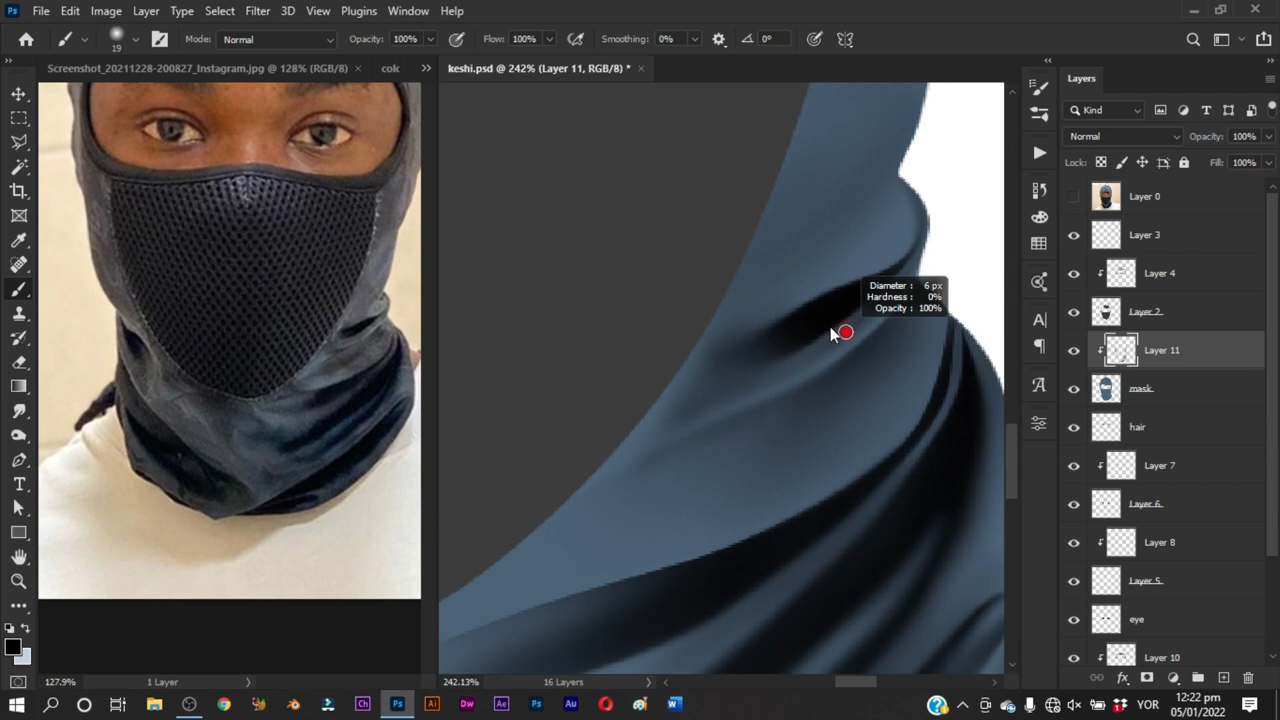 File Edit Image Layer Type Select Filter 3D View Plugins Window Help
19 Mode: Normal Opacity: 100% Flow: 100% Smoothing: 0% 0°
Screenshot_20211228-200827_Instagram.jpg @ 128% (RGB/8) × cok
keshi.psd @ 242% (Layer 11, RGB/8) * ×
Diameter : 6 px
Hardness : 0%
Opacity : 100%
Layers
Kind
Normal Opacity: 100%
Lock: Fill: 100%
Layer 0
Layer 3
Layer 4
Layer 2
Layer 11
mask
hair
Layer 7
Layer 6
Layer 8
Layer 5
eye
Layer 10
127.9% 1 Layer
242.13% 16 Layers
YOR
12:22 pm
05/01/2022